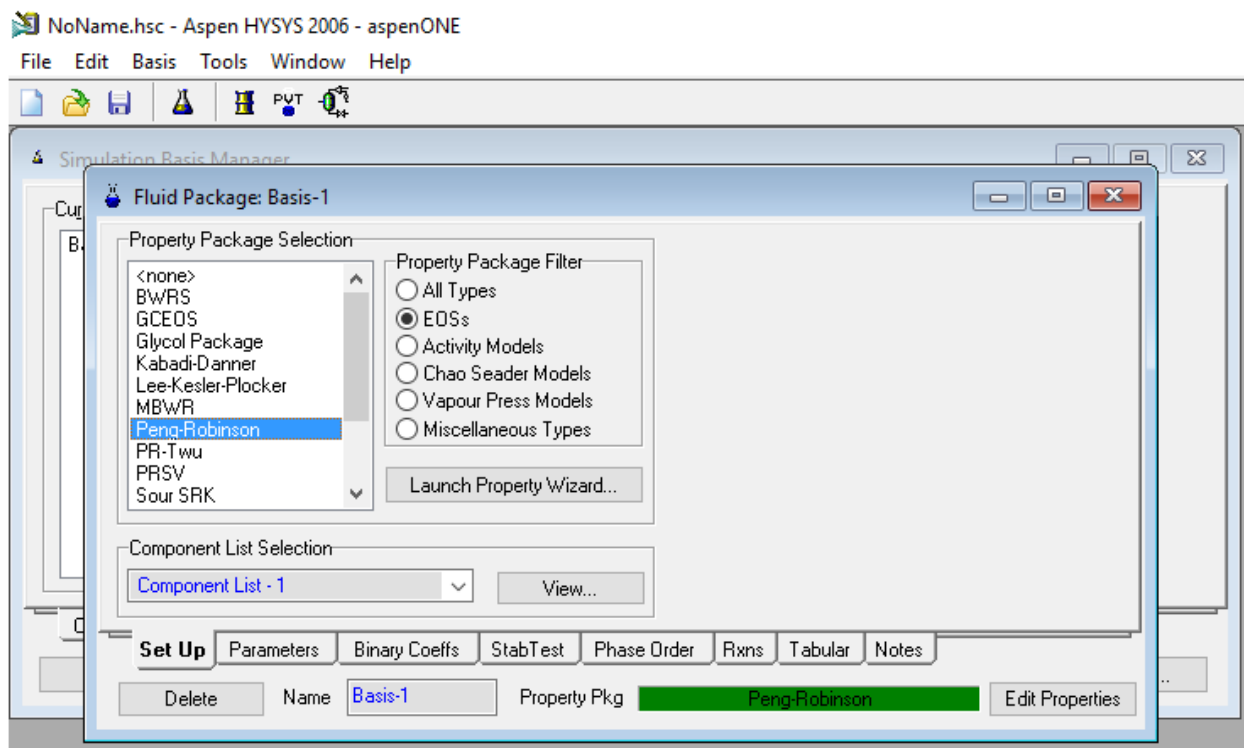 NoName.hsc - Aspen HYSYS 2006 - aspenONE
File Edit Basis Tools Window Help
PVT
Simulation Basis Manager
Fluid Package: Basis-1
Cur
Ba
Property Package Selection
<none>
BWRS
GCEOS
Glycol Package
Kabadi-Danner
Lee-Kesler-Plocker
MBWR
Peng-Robinson
PR-Twu
PRSV
Sour SRK
Property Package Filter
All Types
EOSs
Activity Models
Chao Seader Models
Vapour Press Models
Miscellaneous Types
Launch Property Wizard...
Component List Selection
Component List - 1
View...
Set Up Parameters Binary Coeffs StabTest Phase Order Rxns Tabular Notes
Delete Name Basis-1 Property Pkg Peng-Robinson Edit Properties